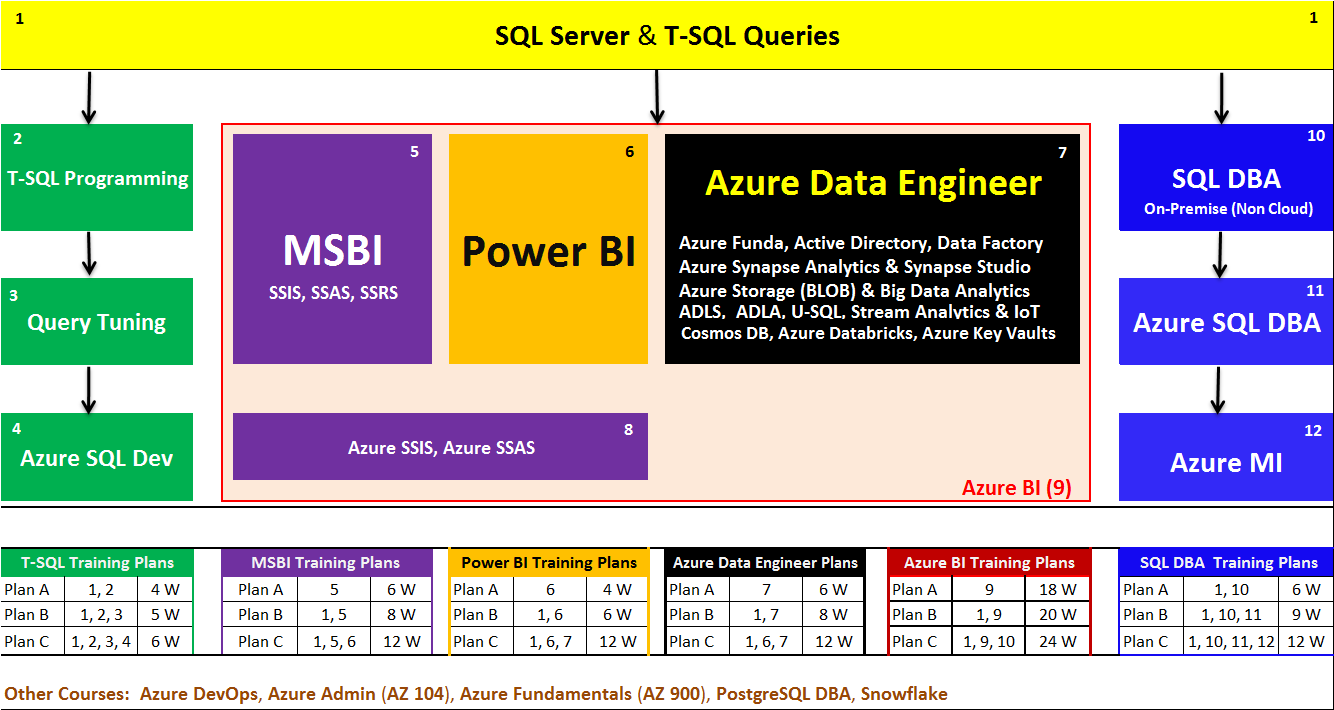 1
SQL Server & T-SQL Queries
1
2
T-SQL Programming
3
Query Tuning
4
Azure SQL Dev
5
MSBI
SSIS, SSAS, SSRS
6
Power BI
7
Azure Data Engineer
Azure Funda, Active Directory, Data Factory
Azure Synapse Analytics & Synapse Studio
Azure Storage (BLOB) & Big Data Analytics
ADLS, ADLA, U-SQL, Stream Analytics & IoT
Cosmos DB, Azure Databricks, Azure Key Vaults
8
Azure SSIS, Azure SSAS
Azure BI (9)
10
SQL DBA
On-Premise (Non Cloud)
11
Azure SQL DBA
12
Azure MI
T-SQL Training Plans
Plan A 1, 2 4 W
Plan B 1, 2, 3 5 W
Plan C 1, 2, 3, 4 6 W
MSBI Training Plans
Plan A 5 6 W
Plan B 1, 5 8 W
Plan C 1, 5, 6 12 W
Power BI Training Plans
Plan A 6 4 W
Plan B 1, 6 6 W
Plan C 1, 6, 7 12 W
Azure Data Engineer Plans
Plan A 7 6 W
Plan B 1, 7 8 W
Plan C 1, 6, 7 12 W
Azure BI Training Plans
Plan A 9 18 W
Plan B 1, 9 20 W
Plan C 1, 9, 10 24 W
SQL DBA Training Plans
Plan A 1, 10 6 W
Plan B 1, 10, 11 9 W
Plan C 1, 10, 11, 12 12 W
Other Courses: Azure DevOps, Azure Admin (AZ 104), Azure Fundamentals (AZ 900), PostgreSQL DBA, Snowflake